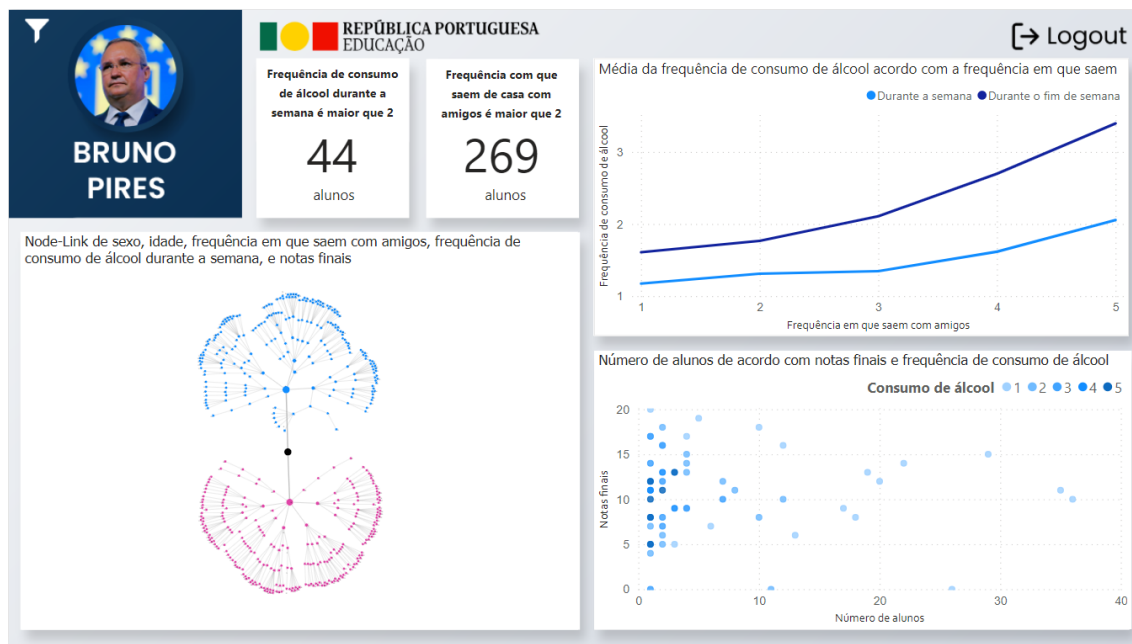 BRUNO
PIRES
REPÚBLICA PORTUGUESA
EDUCAÇÃO
Logout
Frequência de consumo
de álcool durante a
semana é maior que 2
44
alunos
Frequência com que
saem de casa com
amigos é maior que 2
269
alunos
Média da frequência de consumo de álcool acordo com a frequência em que saem
Durante a semana Durante o fim de semana
Frequência de consumo de álcool
3
2
1
1 2 3 4 5
Frequência em que saem com amigos
Node-Link de sexo, idade, frequência em que saem com amigos, frequência de
consumo de álcool durante a semana, e notas finais
Número de alunos de acordo com notas finais e frequência de consumo de álcool
Consumo de álcool 1 2 3 4 5
Notas finais
20
15
10
5
0
0 10 20 30 40
Número de alunos